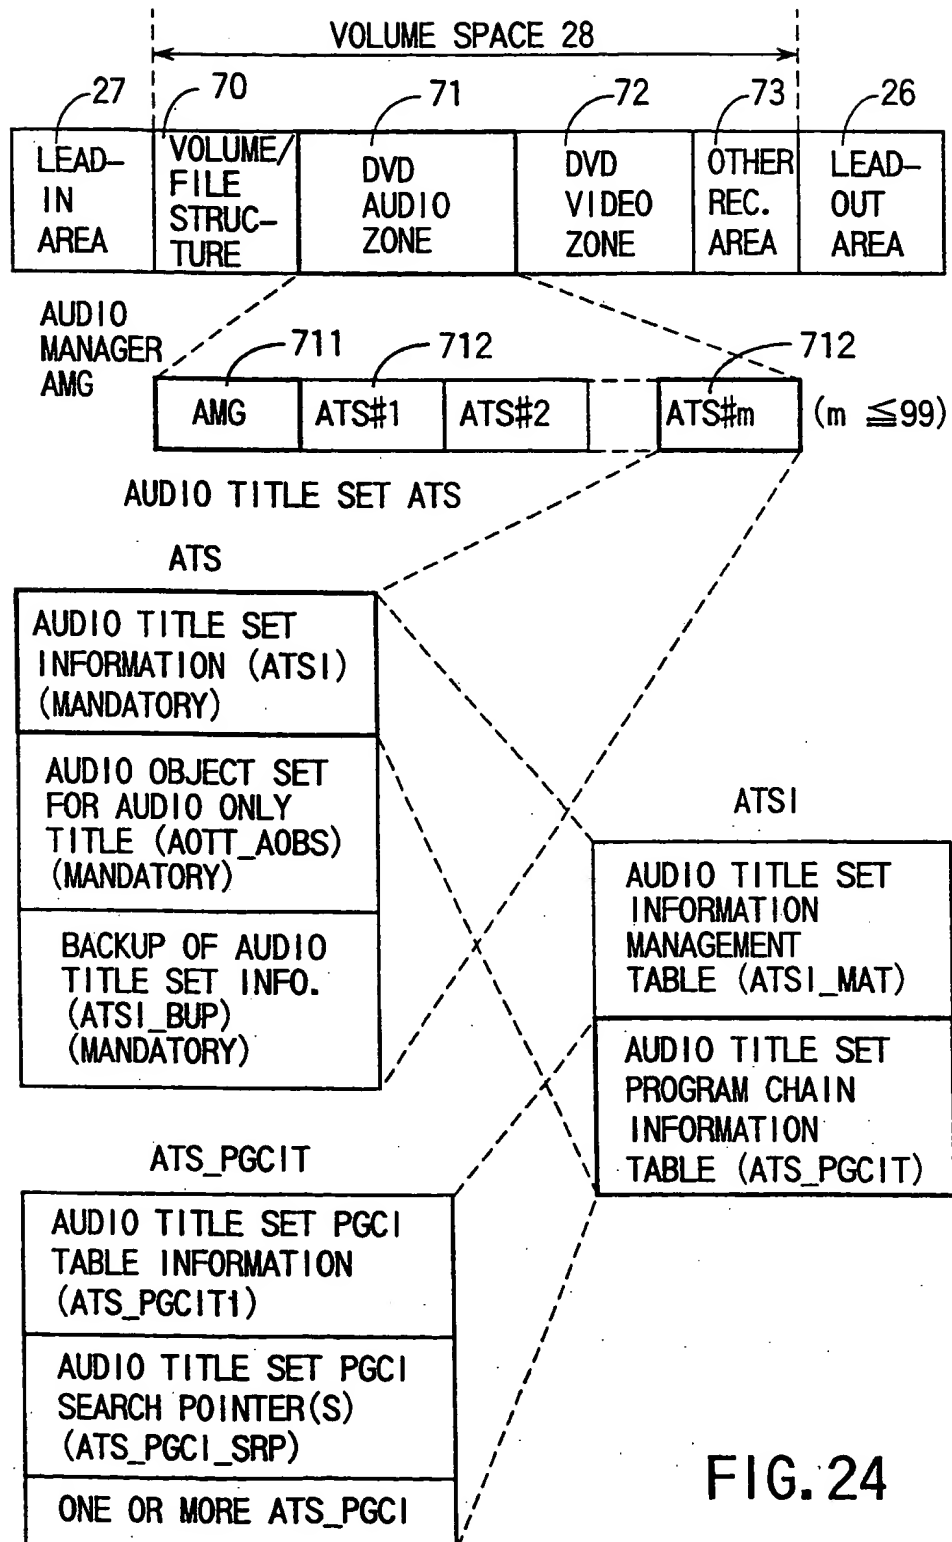 VOLUME SPACE 28
27
70
71
72
73
26
LEAD-
IN
AREA
VOLUME/
FILE
STRUC-
TURE
DVD
AUDIO
ZONE
DVD
VIDEO
ZONE
OTHER
REC.
AREA
LEAD-
OUT
AREA
AUDIO
MANAGER
AMG
711
712
712
AMG
ATS#1
ATS#2
ATS#m
(m ≦99)
AUDIO TITLE SET ATS
ATS
AUDIO TITLE SET
INFORMATION (ATSI)
(MANDATORY)
AUDIO OBJECT SET
FOR AUDIO ONLY
TITLE (AOTT_AOBS)
(MANDATORY)
BACKUP OF AUDIO
TITLE SET INFO.
(ATSI_BUP)
(MANDATORY)
ATSI
AUDIO TITLE SET
INFORMATION
MANAGEMENT
TABLE (ATSI_MAT)
AUDIO TITLE SET
PROGRAM CHAIN
INFORMATION
TABLE (ATS_PGCIT)
ATS_PGCIT
AUDIO TITLE SET PGCI
TABLE INFORMATION
(ATS_PGCIT1)
AUDIO TITLE SET PGCI
SEARCH POINTER(S)
(ATS_PGCI_SRP)
ONE OR MORE ATS_PGCI
FIG. 24